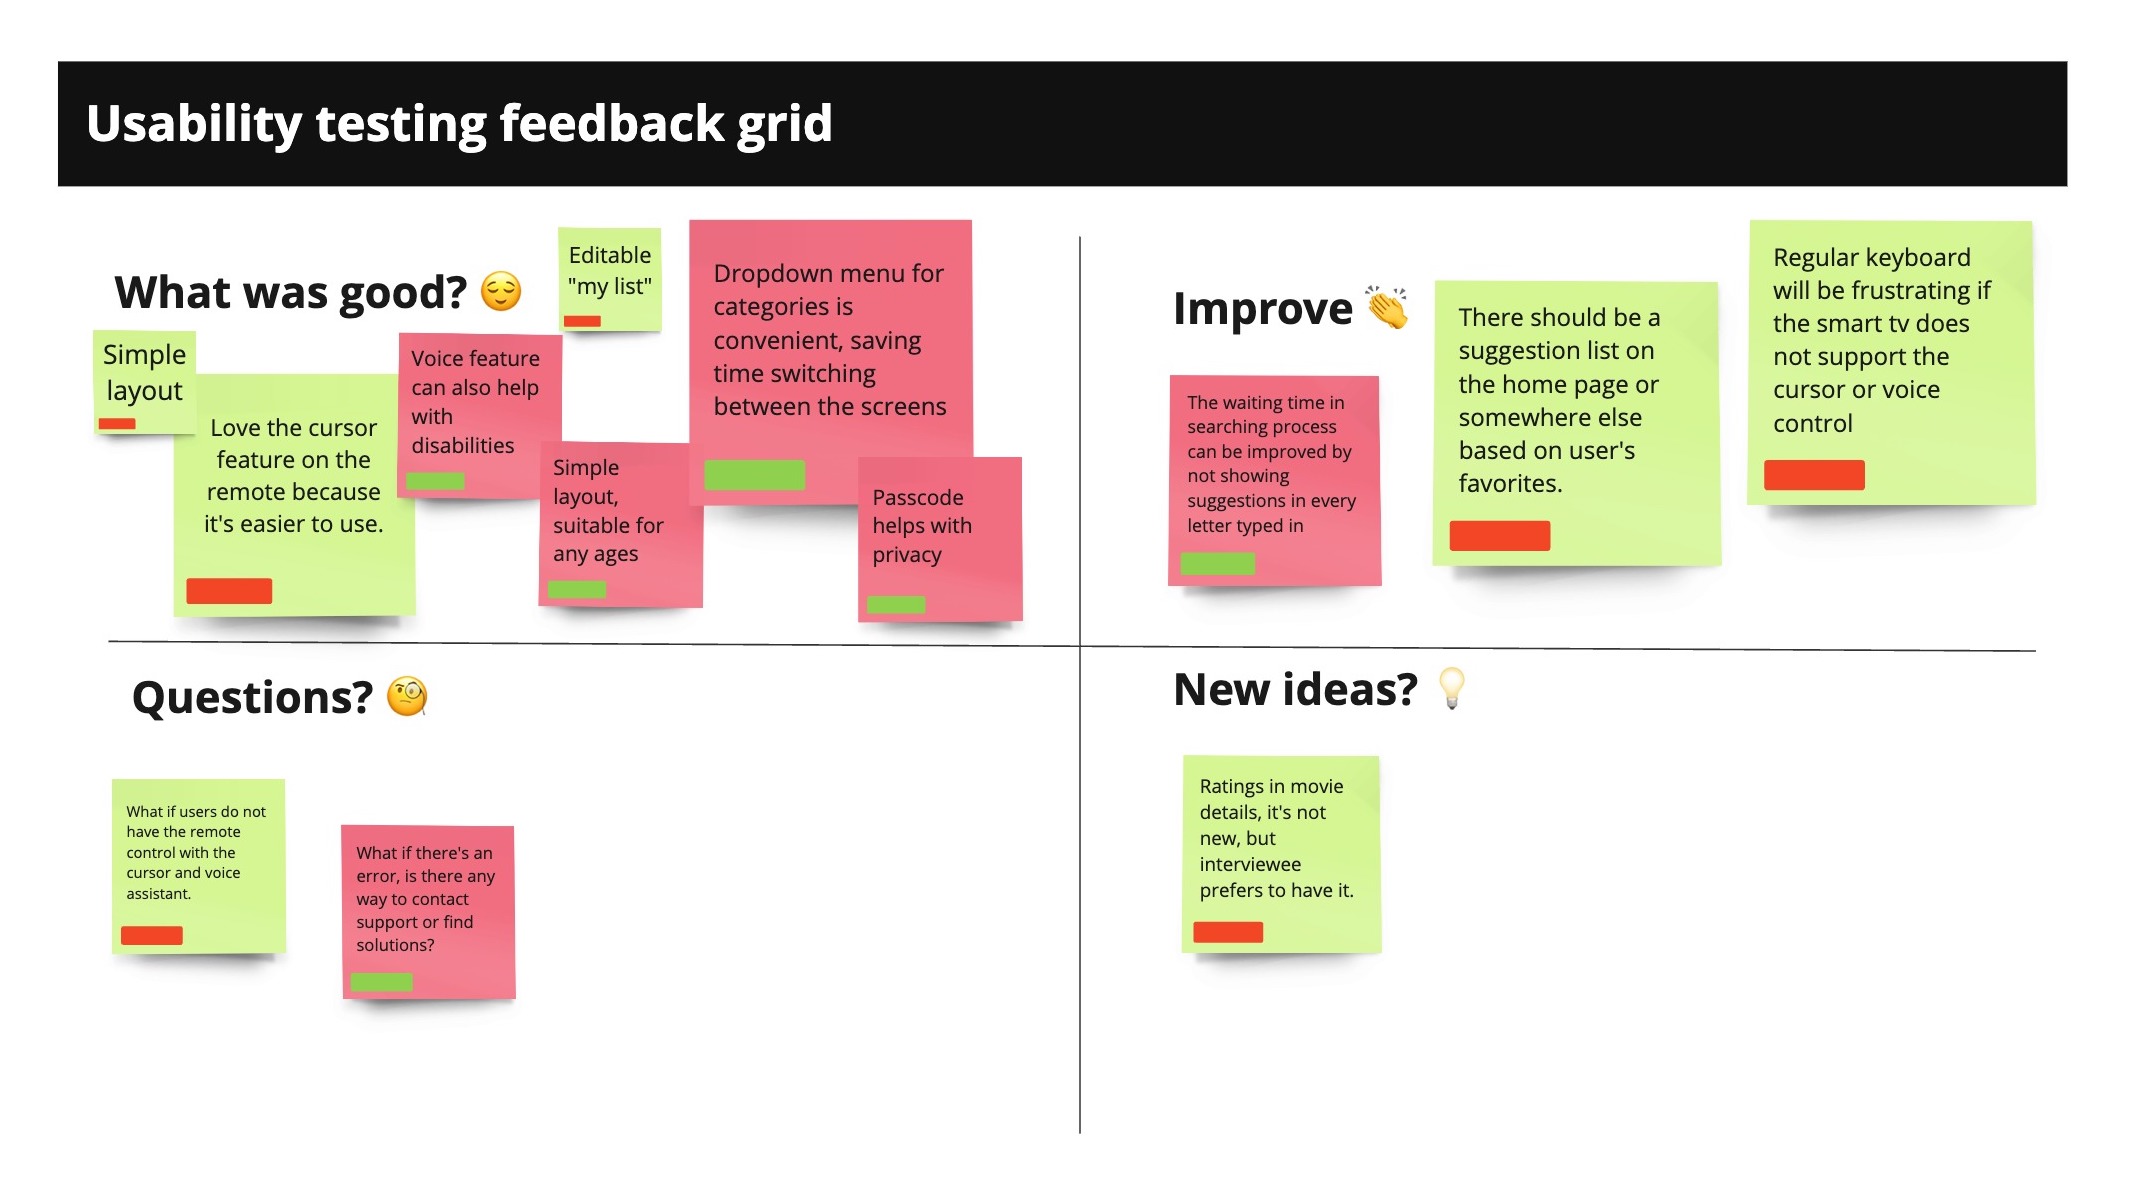 Usability testing feedback grid
What was good? 😌
Simple
layout
Love the cursor
feature on the
remote because
it's easier to use.
Voice feature
can also help
with
disabilities
Editable
"my list"
Simple
layout,
suitable for
any ages
Dropdown menu for
categories is
convenient, saving
time switching
between the screens
Passcode
helps with
privacy
Improve 👏
The waiting time in
searching process
can be improved by
not showing
suggestions in every
letter typed in
There should be a
suggestion list on
the home page or
somewhere else
based on user's
favorites.
Regular keyboard
will be frustrating if
the smart tv does
not support the
cursor or voice
control
Questions? 🧐
What if users do not
have the remote
control with the
cursor and voice
assistant.
What if there's an
error, is there any
way to contact
support or find
solutions?
New ideas? 💡
Ratings in movie
details, it's not
new, but
interviewee
prefers to have it.